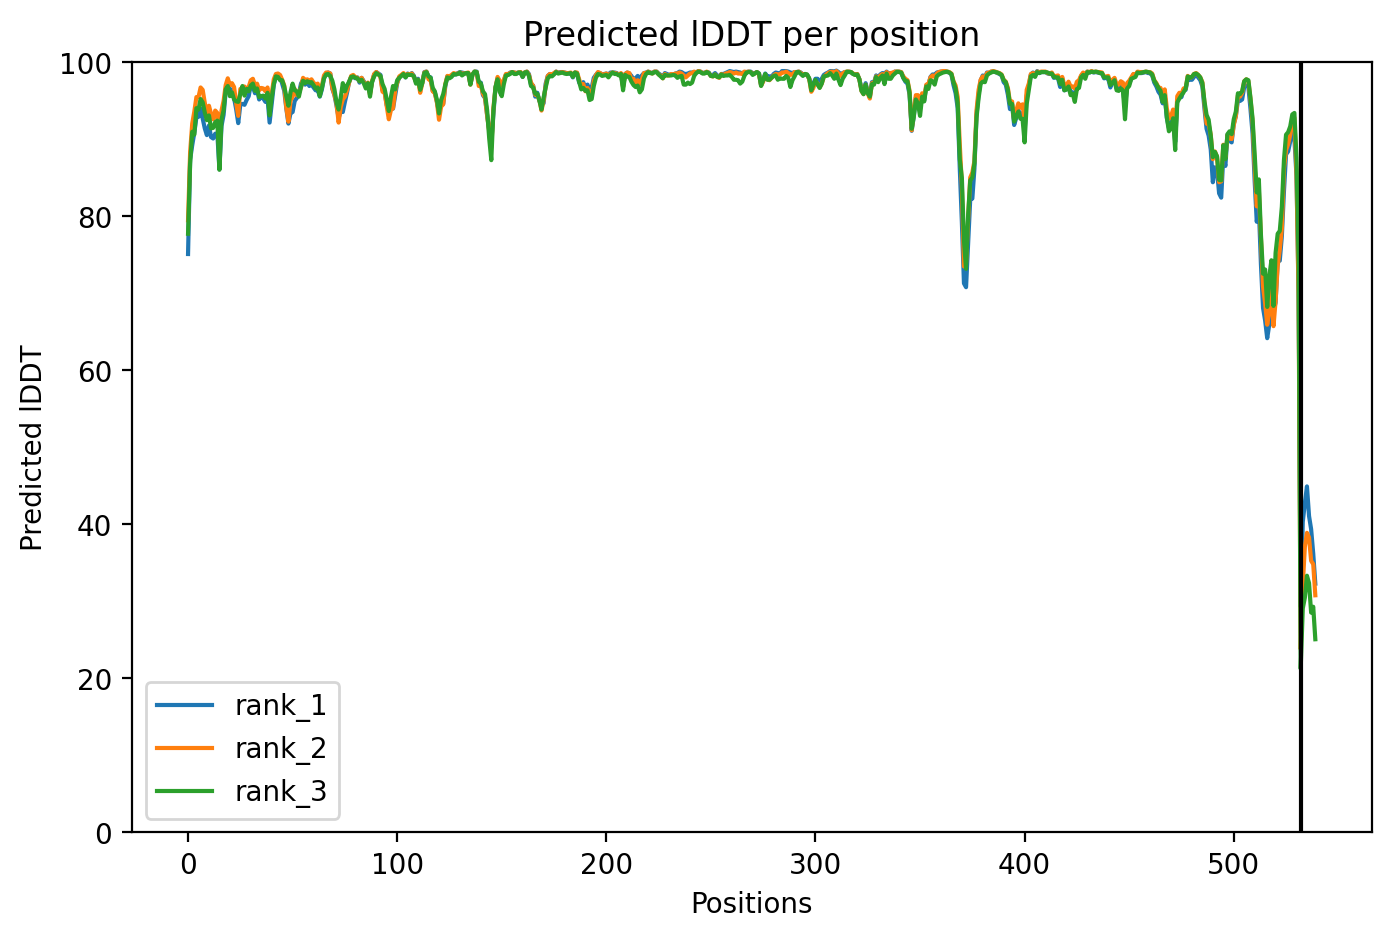 Predicted lDDT per position
100
80
60
40
20
0
Predicted lDDT
0 100 200 300 400 500
Positions
rank_1
rank_2
rank_3